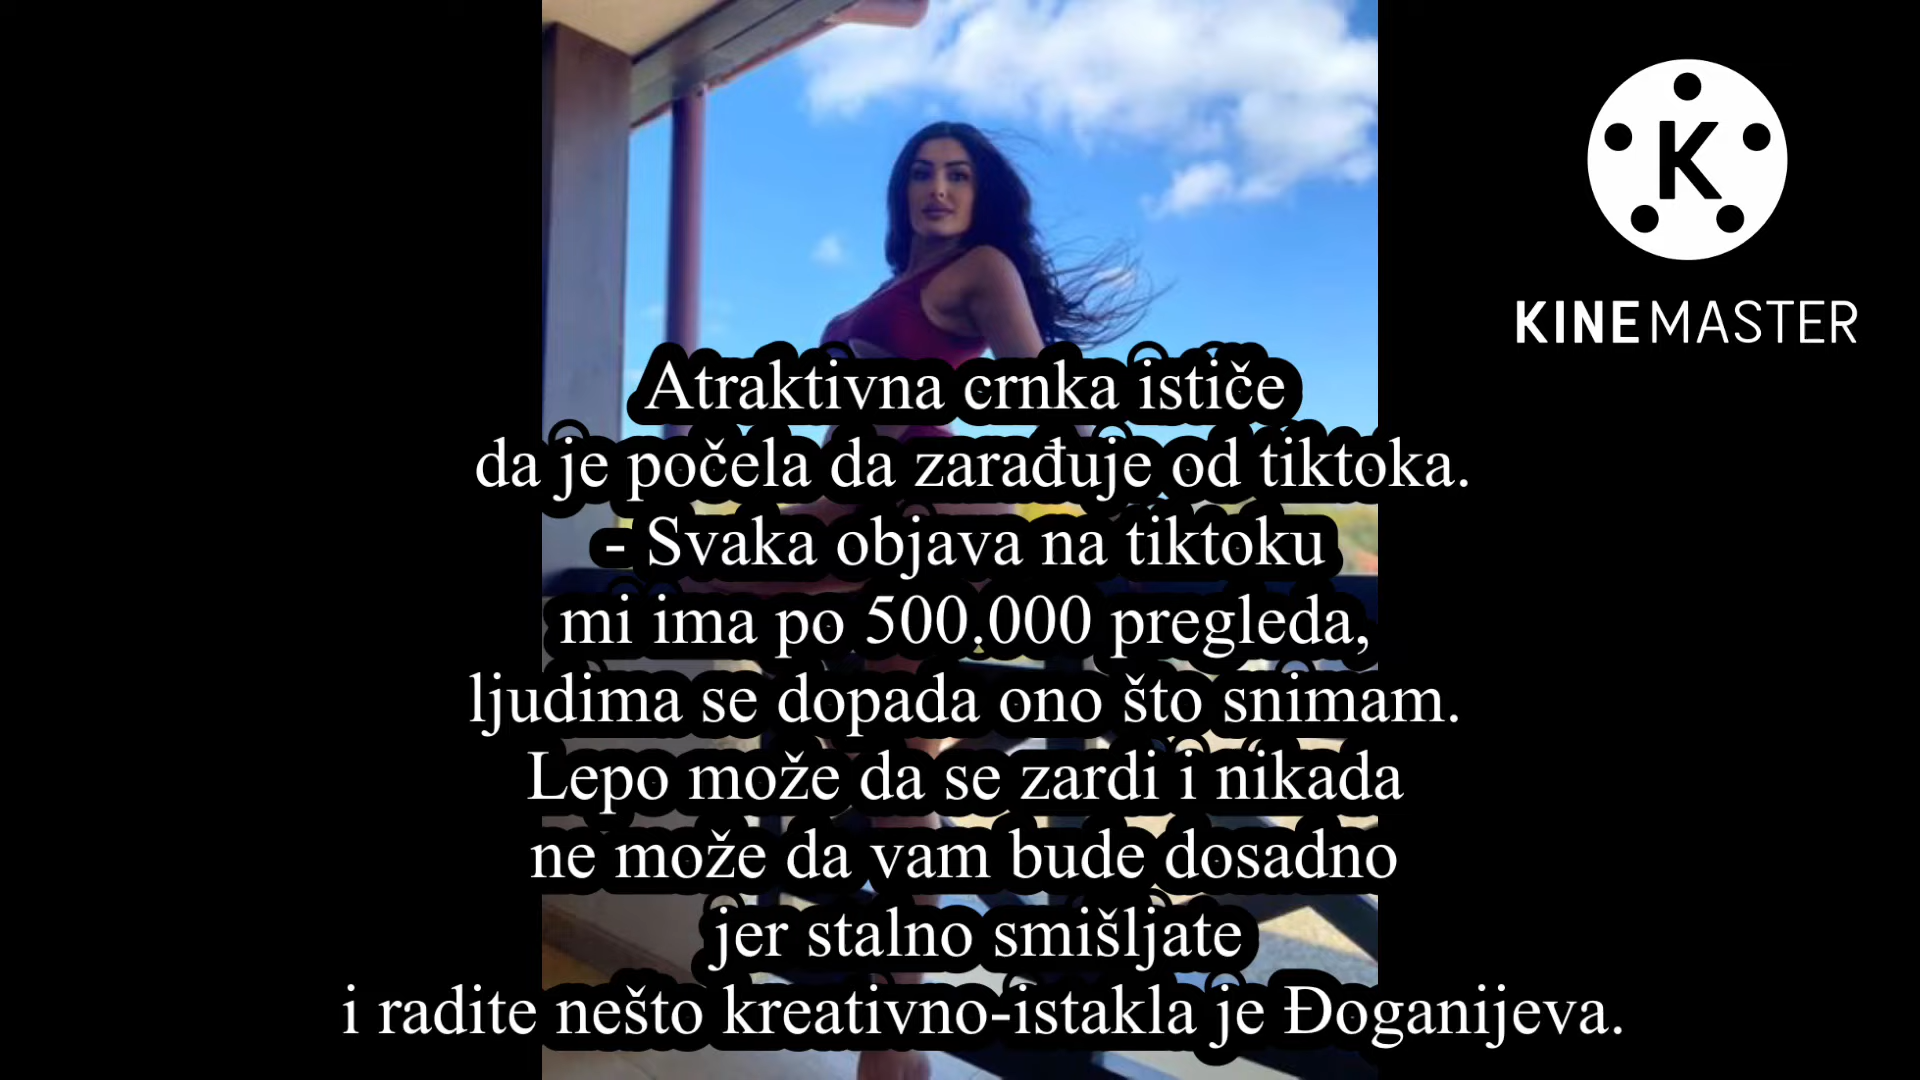 K
KINEMASTER
Atraktivna crnka ističe
da je počela da zarađuje od tiktoka.
- Svaka objava na tiktoku
mi ima po 500.000 pregleda,
ljudima se dopada ono što snimam.
Lepo može da se zardi i nikada
ne može da vam bude dosadno
jer stalno smišljate
i radite nešto kreativno-istakla je Đoganijeva.